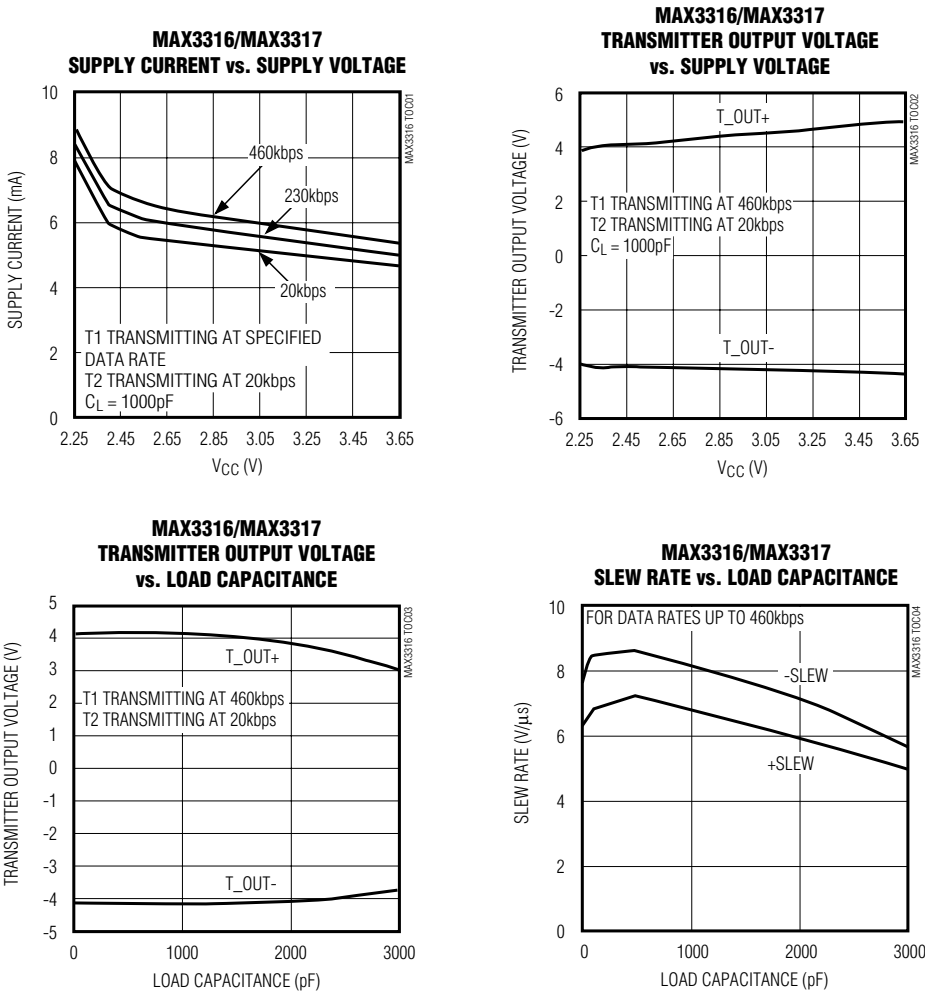 MAX3316/MAX3317
SUPPLY CURRENT vs. SUPPLY VOLTAGE
MAX3316 TOC01
SUPPLY CURRENT (mA)
10
8
6
4
2
0
460kbps
230kbps
20kbps
T1 TRANSMITTING AT SPECIFIED
DATA RATE
T2 TRANSMITTING AT 20kbps
CL = 1000pF
2.25 2.45 2.65 2.85 3.05 3.25 3.45 3.65
VCC (V)
MAX3316/MAX3317
TRANSMITTER OUTPUT VOLTAGE
vs. SUPPLY VOLTAGE
MAX3316 TOC02
TRANSMITTER OUTPUT VOLTAGE (V)
6
4
2
0
-2
-4
-6
T_OUT+
T1 TRANSMITTING AT 460kbps
T2 TRANSMITTING AT 20kbps
CL = 1000pF
T_OUT-
2.25 2.45 2.65 2.85 3.05 3.25 3.45 3.65
VCC (V)
MAX3316/MAX3317
TRANSMITTER OUTPUT VOLTAGE
vs. LOAD CAPACITANCE
MAX3316 TOC03
TRANSMITTER OUTPUT VOLTAGE (V)
5
4
3
2
1
0
-1
-2
-3
-4
-5
T_OUT+
T1 TRANSMITTING AT 460kbps
T2 TRANSMITTING AT 20kbps
T_OUT-
0 1000 2000 3000
LOAD CAPACITANCE (pF)
MAX3316/MAX3317
SLEW RATE vs. LOAD CAPACITANCE
MAX3316 TOC04
SLEW RATE (V/μs)
10
8
6
4
2
0
FOR DATA RATES UP TO 460kbps
-SLEW
+SLEW
0 1000 2000 3000
LOAD CAPACITANCE (pF)